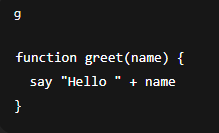 g
function greet(name) {
  say "Hello " + name
}